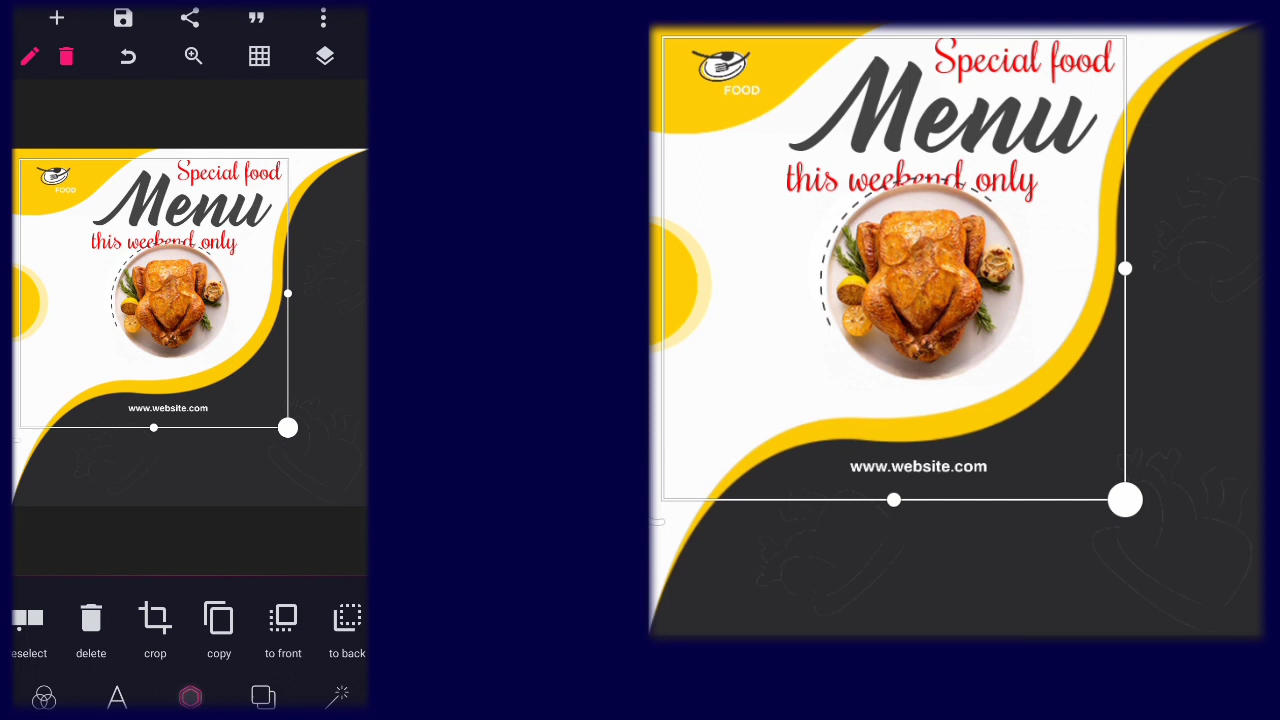 Special food
FOOD
Menu
this weekend only
www.website.com
eselect
delete
crop
copy
to front
to back
Special food
FOOD
Menu
this weekend only
www.website.com